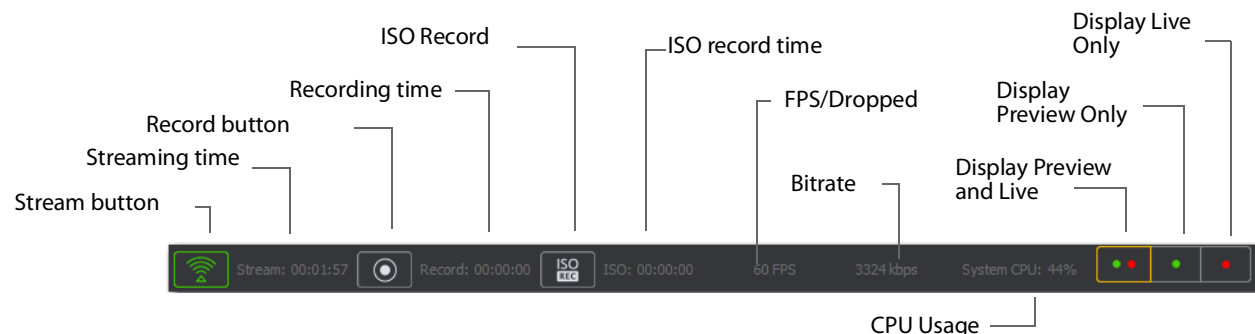 Display Live
Only
ISO Record
ISO record time
Recording time
FPS/Dropped
Display
Preview Only
Record button
Streaming time
Bitrate
Display Preview
and Live
Stream button
Stream: 00:01:57
Record: 00:00:00
ISO
REC
ISO: 00:00:00
60 FPS
3324 kbps
System CPU: 44%
CPU Usage